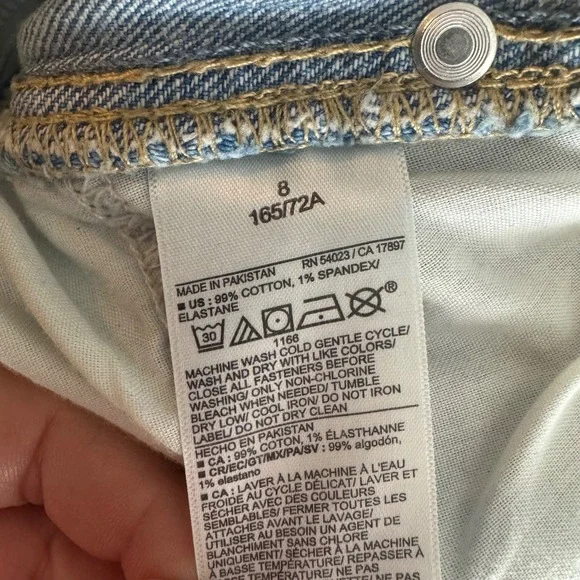 8
165/72A
MADE IN PAKISTAN RN 54023 / CA 17897
■ US : 99% COTTON, 1% SPANDEX/
ELASTANE
30 ®
1166
MACHINE WASH COLD GENTLE CYCLE/
WASH AND DRY WITH LIKE COLORS/
CLOSE ALL FASTENERS BEFORE
WASHING/ ONLY NON-CHLORINE
BLEACH WHEN NEEDED/ TUMBLE
DRY LOW/ COOL IRON/ DO NOT IRON
LABEL/ DO NOT DRY CLEAN
HECHO EN PAKISTAN
■ CA : 99% COTON, 1% ÉLASTHANNE
■ CR/EC/GT/MX/PA/SV : 99% algodón,
1% elastano
■ CA : LAVER À LA MACHINE À L'EAU
FROIDE AU CYCLE DÉLICAT/ LAVER ET
SÉCHER AVEC DES COULEURS
SEMBLABLES/ FERMER TOUTES LES
ATTACHES AVANT LE LAVAGE/
UTILISER AU BESOIN UN AGENT DE
BLANCHIMENT SANS CHLORE
UNIQUEMENT/ SÉCHER À LA MACHINE
À BASSE TEMPÉRATURE/ REPASSER À
BASSE TEMPÉRATURE/ NE PAS